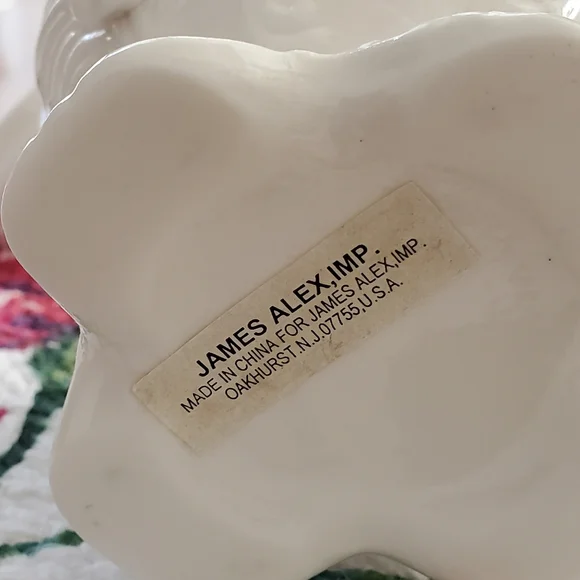 JAMES ALEX,IMP.
MADE IN CHINA FOR JAMES ALEX,IMP.
OAKHURST.N.J.07755,U.S.A.